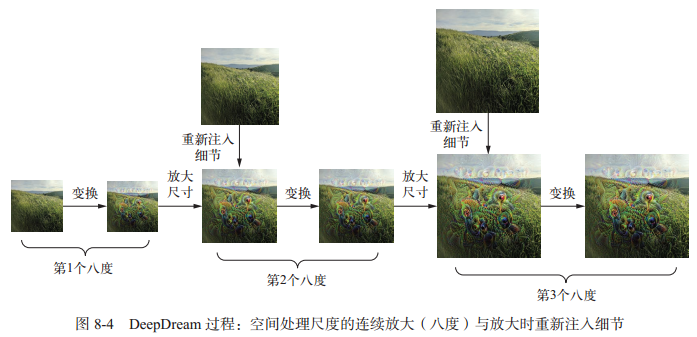 重新注入
细节
重新注入
细节
变换
放大
尺寸
变换
放大
尺寸
变换
第1个八度
第2个八度
第3个八度
图 8-4 DeepDream 过程：空间处理尺度的连续放大（八度）与放大时重新注入细节